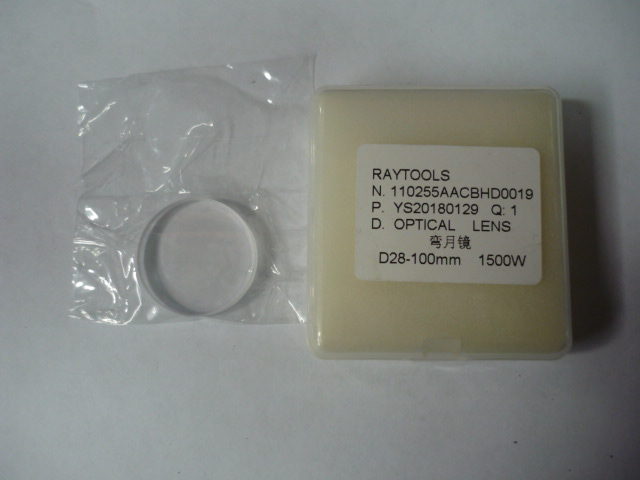 RAYTOOLS
N. 110255AACBHD0019
P. YS20180129 Q: 1
D. OPTICAL LENS
弯月镜
D28-100mm 1500W